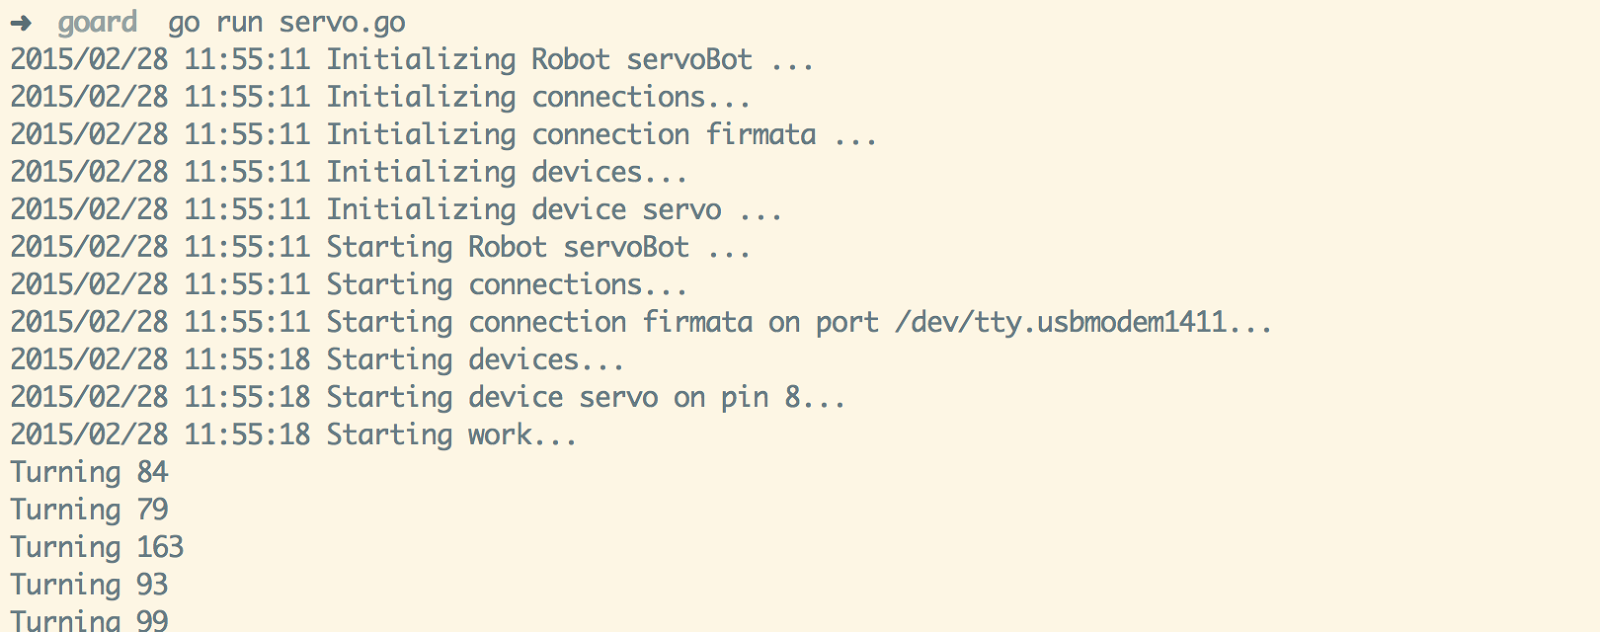 ➜ goard go run servo.go
2015/02/28 11:55:11 Initializing Robot servoBot ...
2015/02/28 11:55:11 Initializing connections...
2015/02/28 11:55:11 Initializing connection firmata ...
2015/02/28 11:55:11 Initializing devices...
2015/02/28 11:55:11 Initializing device servo ...
2015/02/28 11:55:11 Starting Robot servoBot ...
2015/02/28 11:55:11 Starting connections...
2015/02/28 11:55:11 Starting connection firmata on port /dev/tty.usbmodem1411...
2015/02/28 11:55:18 Starting devices...
2015/02/28 11:55:18 Starting device servo on pin 8...
2015/02/28 11:55:18 Starting work...
Turning 84
Turning 79
Turning 163
Turning 93
Turning 99